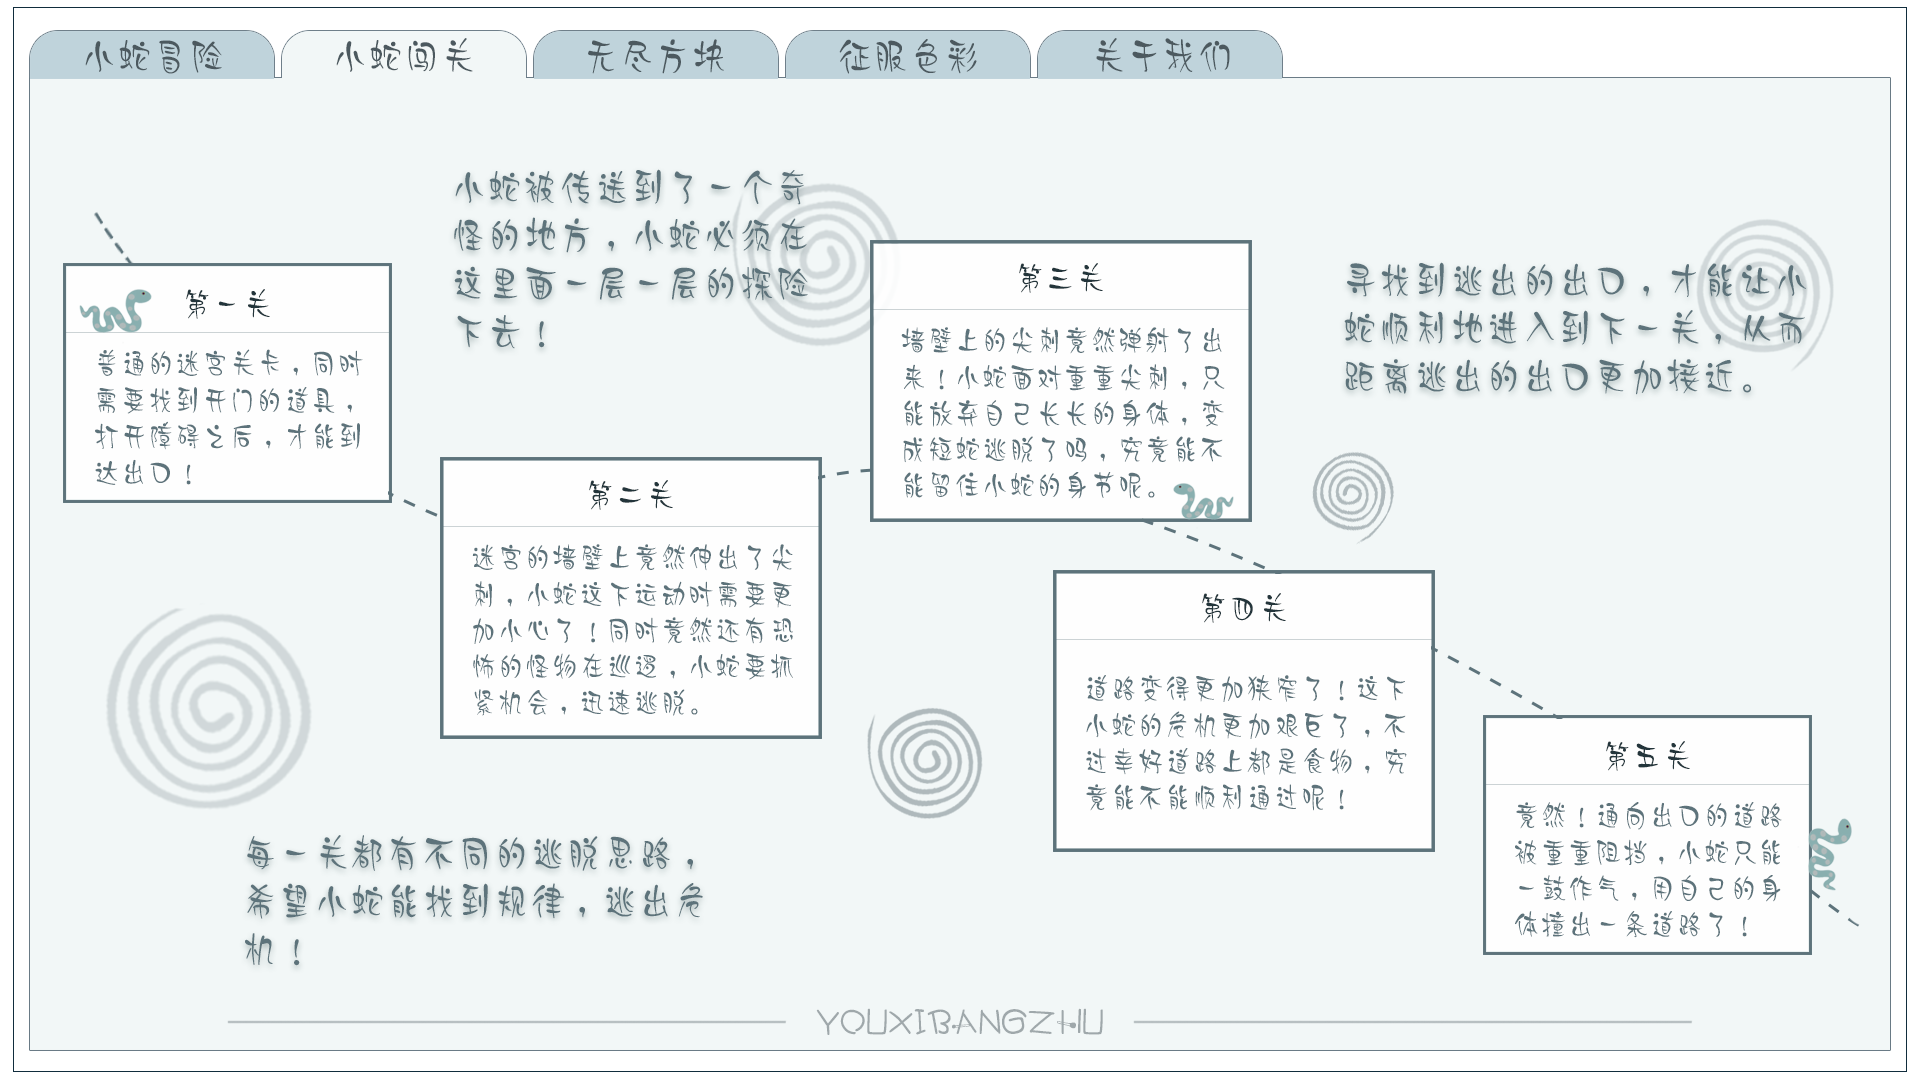 小蛇冒险
小蛇闯关
无尽方块
征服色彩
关于我们
小蛇被传送到了一个奇
怪的地方，小蛇必须在
这里面一层一层的探险
下去！
第一关
普通的迷宫关卡，同时
需要找到开门的道具，
打开障碍之后，才能到
达出口！
第二关
迷宫的墙壁上竟然伸出了尖
刺，小蛇这下运动时需要更
加小心了！同时竟然还有恐
怖的怪物在巡逻，小蛇要抓
紧机会，迅速逃脱。
第三关
墙壁上的尖刺竟然弹射了出
来！小蛇面对重重尖刺，只
能放弃自己长长的身体，变
成短蛇逃脱了吗，究竟能不
能留住小蛇的身节呢。
寻找到逃出的出口，才能让小
蛇顺利地进入到下一关，从而
距离逃出的出口更加接近。
第四关
道路变得更加狭窄了！这下
小蛇的危机更加艰巨了，不
过幸好道路上都是食物，究
竟能不能顺利通过呢！
第五关
竟然！通向出口的道路
被重重阻挡，小蛇只能
一鼓作气，用自己的身
体撞出一条道路了！
每一关都有不同的逃脱思路，
希望小蛇能找到规律，逃出危
机！
YOUXIBANGZHU